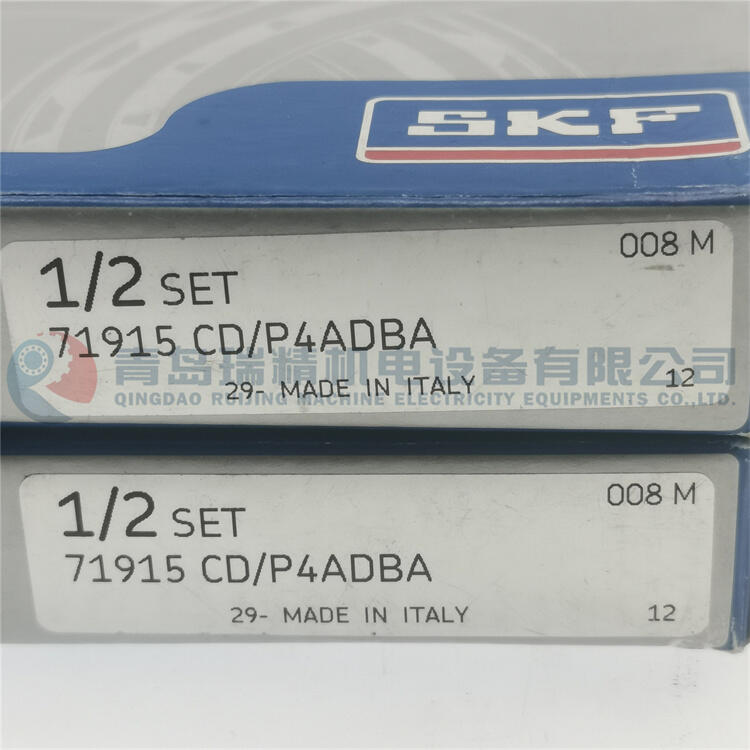 SKF
008 M
1/2 SET
71915 CD/P4ADBA
青岛瑞精机电设备有限公司
QINGDAO RUIJING MACHINE ELECTRICITY EQUIPMENTS CO.,LTD.
29- MADE IN ITALY 12
008 M
1/2 SET
71915 CD/P4ADBA
29- MADE IN ITALY 12